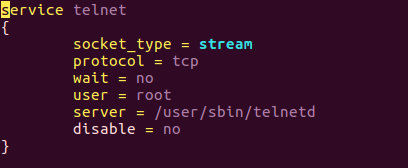 service telnet
{
socket_type = stream
protocol = tcp
wait = no
user = root
server = /user/sbin/telnetd
disable = no
}